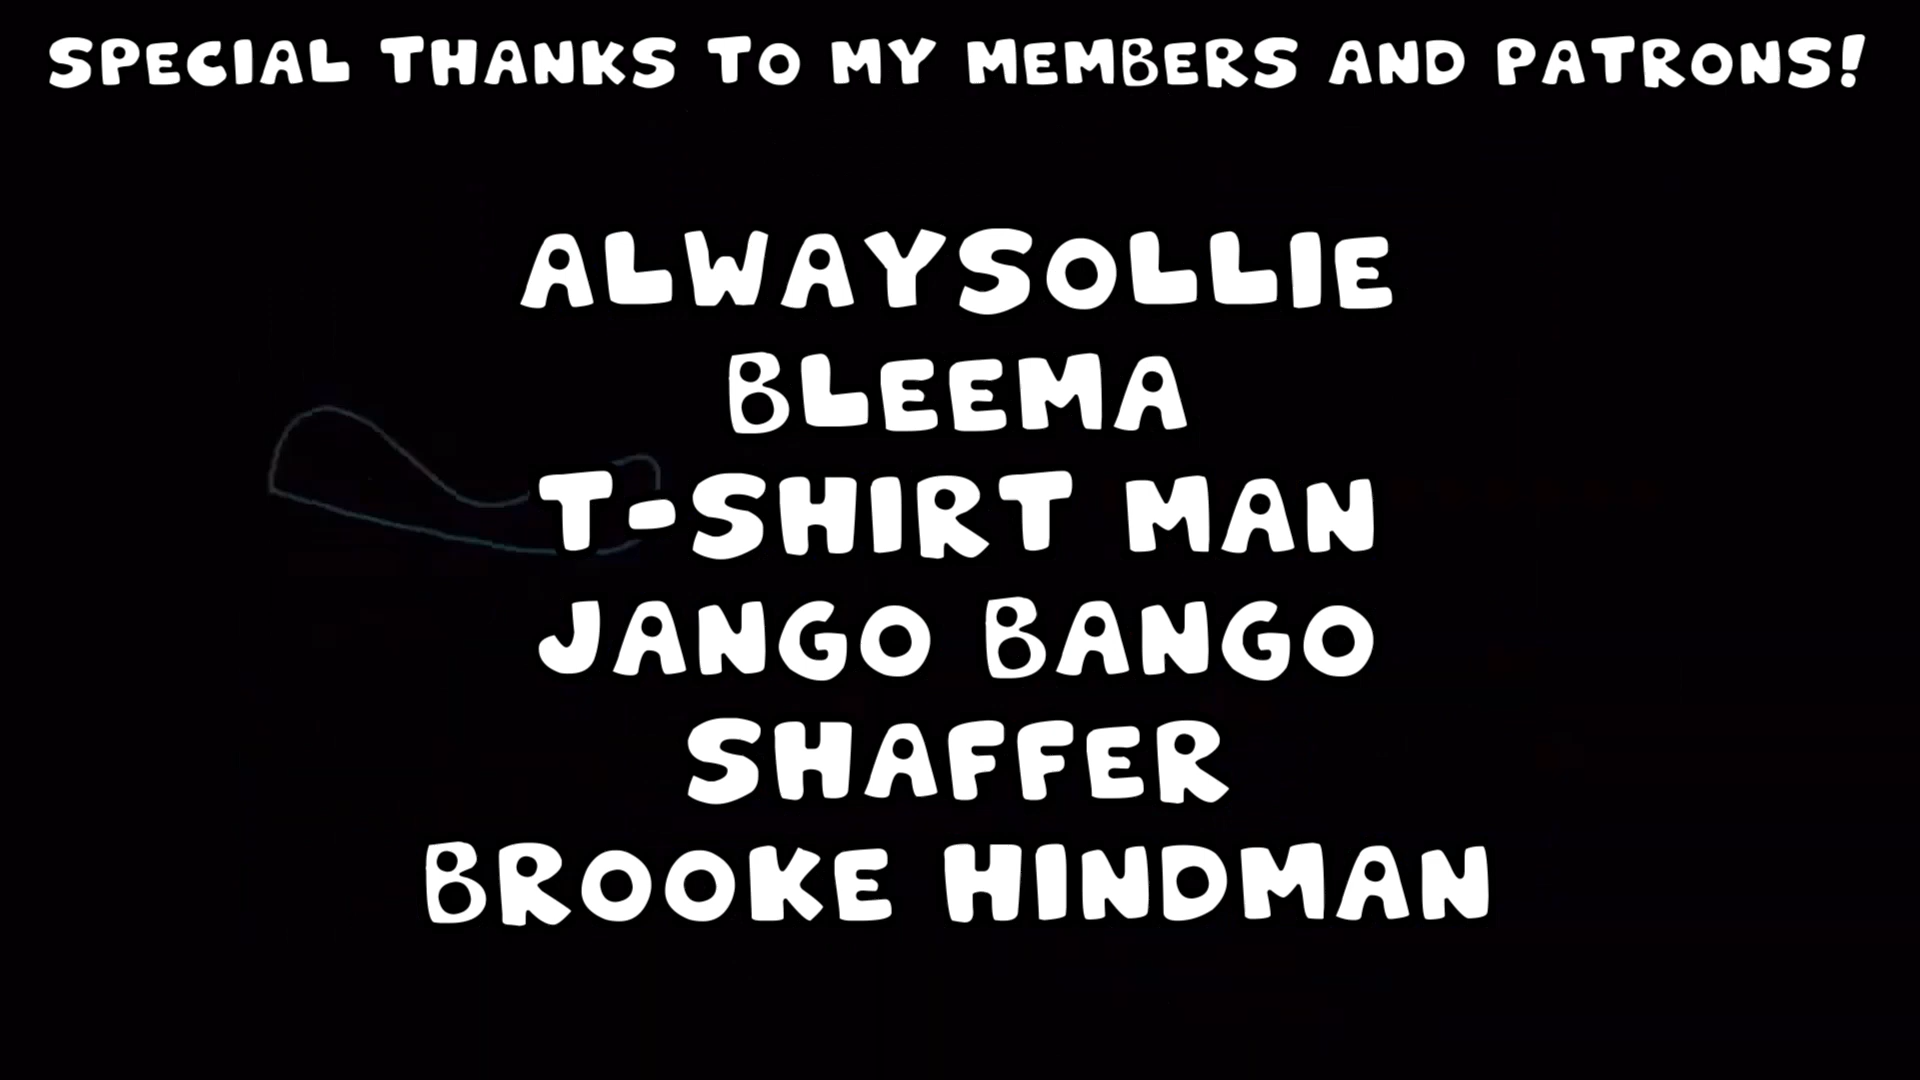 SPECIAL THANKS TO MY MEMBERS AND PATRONS!
ALWAYSOLLIE
BLEEMA
T-SHIRT MAN
JANGO BANGO
SHAFFER
BROOKE HINDMAN